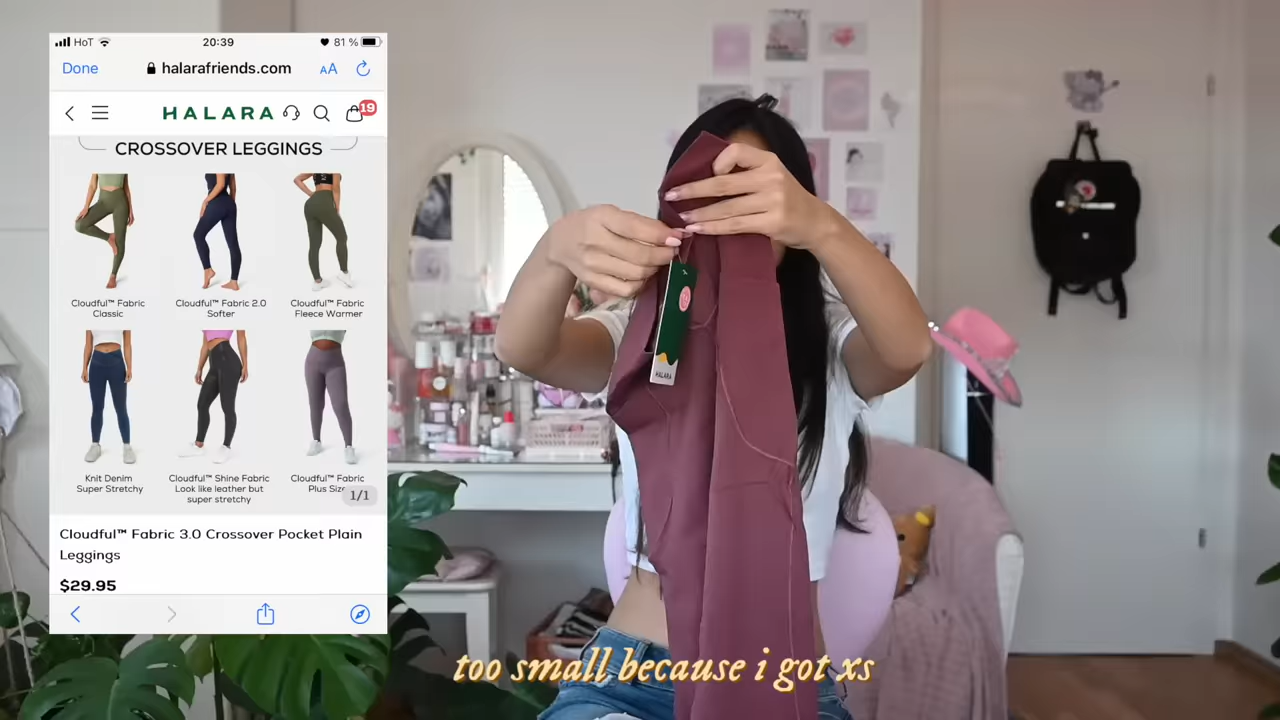 HoT 20:39 81 %
Done halarafriends.com AA
HALARA 19
CROSSOVER LEGGINGS
Cloudful™ Fabric
Classic
Cloudful™ Fabric 2.0
Softer
Cloudful™ Fabric
Fleece Warmer
Knit Denim
Super Stretchy
Cloudful™ Shine Fabric
Look like leather but
super stretchy
Cloudful™ Fabric
Plus Size
1/1
Cloudful™ Fabric 3.0 Crossover Pocket Plain
Leggings
$29.95
HALARA
too small because i got xs